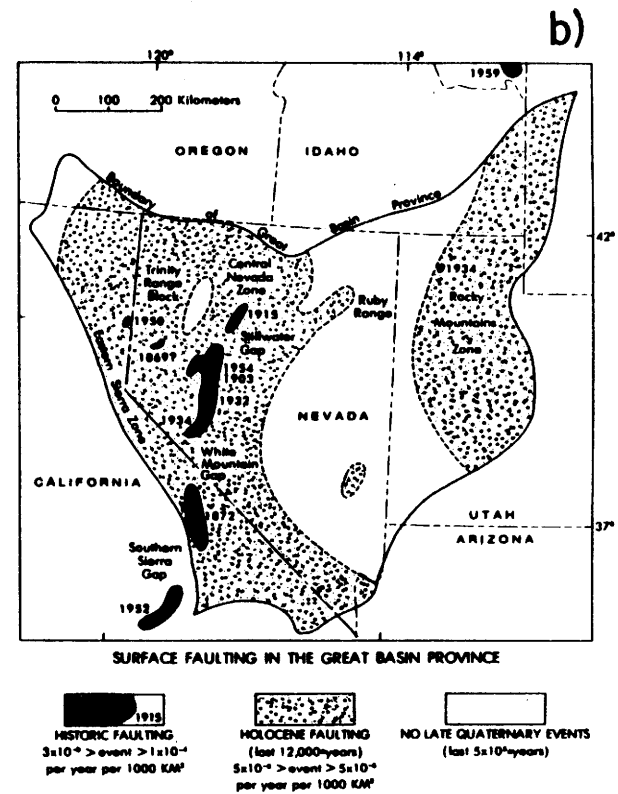 b)
120°
114°
1959
0 100 200 Kilometers
OREGON
IDAHO
Boundary of Great Basin Province
42°
Trinity
Range
Block
Central
Nevada
Zone
1934
Rocky
Mountains
Zone
Ruby
Range
1915
1950
Stillwater
Gap
1869?
1954
1903
1932
Eastern Sierra Zone
NEVADA
1934
White
Mountain
Gap
CALIFORNIA
1872
UTAH
37°
ARIZONA
Southern
Sierra
Gap
1952
SURFACE FAULTING IN THE GREAT BASIN PROVINCE
1915
HISTORIC FAULTING
per year per 1000 KM²
HOLOCENE FAULTING
(last 12,000±years)
per year per 1000 KM²
NO LATE QUATERNARY EVENTS